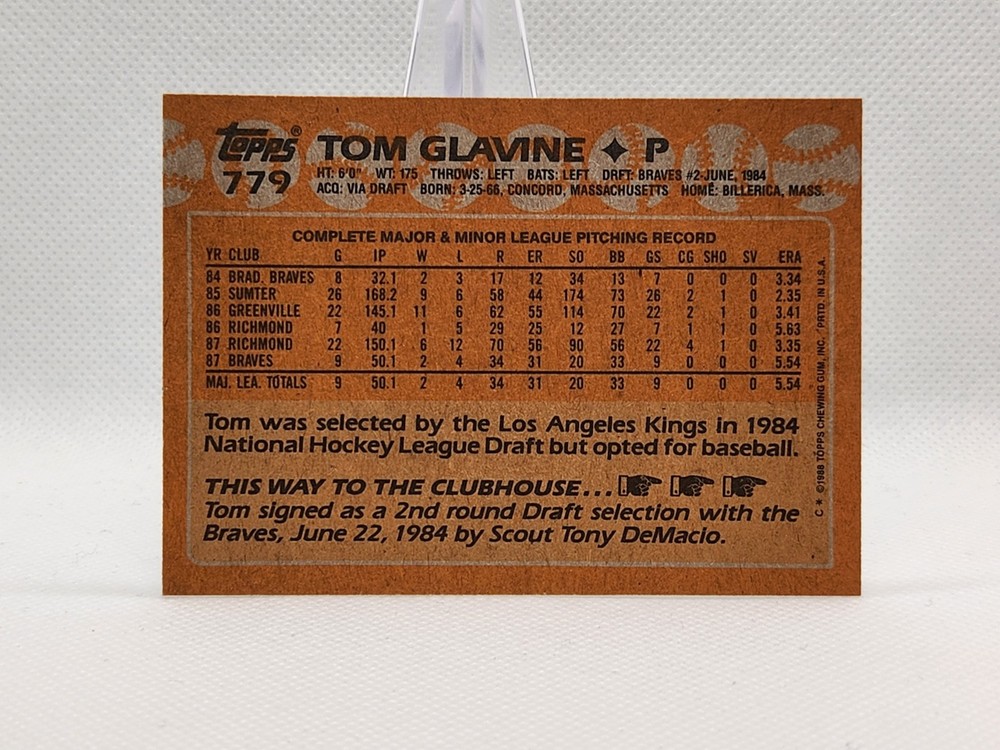 Topps® TOM GLAVINE ✦ P
779
HT: 6'0" WT: 175 THROWS: LEFT BATS: LEFT DRFT: BRAVES #2-JUNE, 1984
ACQ: VIA DRAFT BORN: 3-25-66, CONCORD, MASSACHUSETTS HOME: BILLERICA, MASS.
COMPLETE MAJOR & MINOR LEAGUE PITCHING RECORD
YR CLUB G IP W L R ER SO BB GS CG SHO SV ERA
84 BRAD. BRAVES 8 32.1 2 3 17 12 34 13 7 0 0 0 3.34
85 SUMTER 26 168.2 9 6 58 44 174 73 26 2 1 0 2.35
86 GREENVILLE 22 145.1 11 6 62 55 114 70 22 2 1 0 3.41
86 RICHMOND 7 40 1 5 29 25 12 27 7 1 1 0 5.63
87 RICHMOND 22 150.1 6 12 70 56 90 56 22 4 1 0 3.35
87 BRAVES 9 50.1 2 4 34 31 20 33 9 0 0 0 5.54
MAJ. LEA. TOTALS 9 50.1 2 4 34 31 20 33 9 0 0 0 5.54
Tom was selected by the Los Angeles Kings in 1984
National Hockey League Draft but opted for baseball.
THIS WAY TO THE CLUBHOUSE...
Tom signed as a 2nd round Draft selection with the
Braves, June 22, 1984 by Scout Tony DeMacio.
C * ©1988 TOPPS CHEWING GUM, INC. PRTD. IN U.S.A.